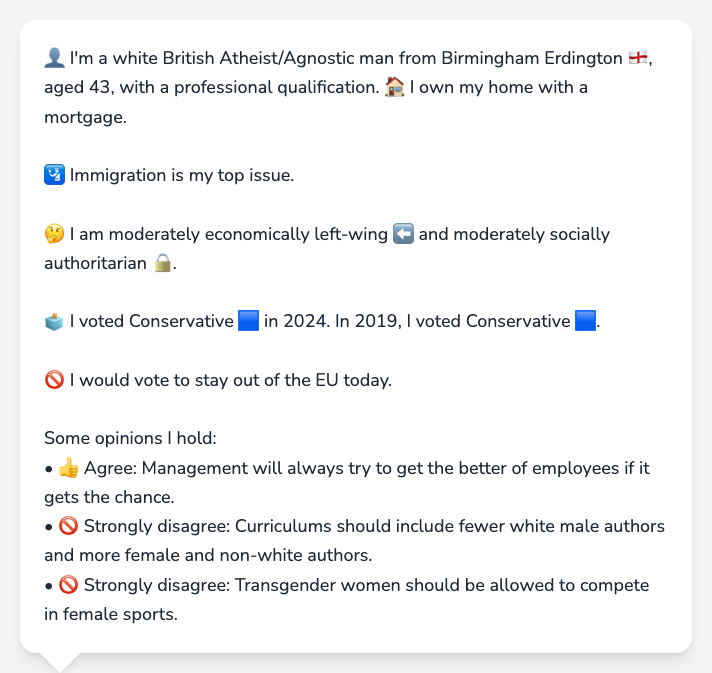 👤 I'm a white British Atheist/Agnostic man from Birmingham Erdington 🏴󠁧󠁢󠁥󠁮󠁧󠁿,
aged 43, with a professional qualification. 🏠 I own my home with a
mortgage.
🛂 Immigration is my top issue.
🤔 I am moderately economically left-wing ⬅️ and moderately socially
authoritarian 🔒.
🗳️ I voted Conservative 🟦 in 2024. In 2019, I voted Conservative 🟦.
🚫 I would vote to stay out of the EU today.
Some opinions I hold:
• 👍 Agree: Management will always try to get the better of employees if it
gets the chance.
• 🚫 Strongly disagree: Curriculums should include fewer white male authors
and more female and non-white authors.
• 🚫 Strongly disagree: Transgender women should be allowed to compete
in female sports.